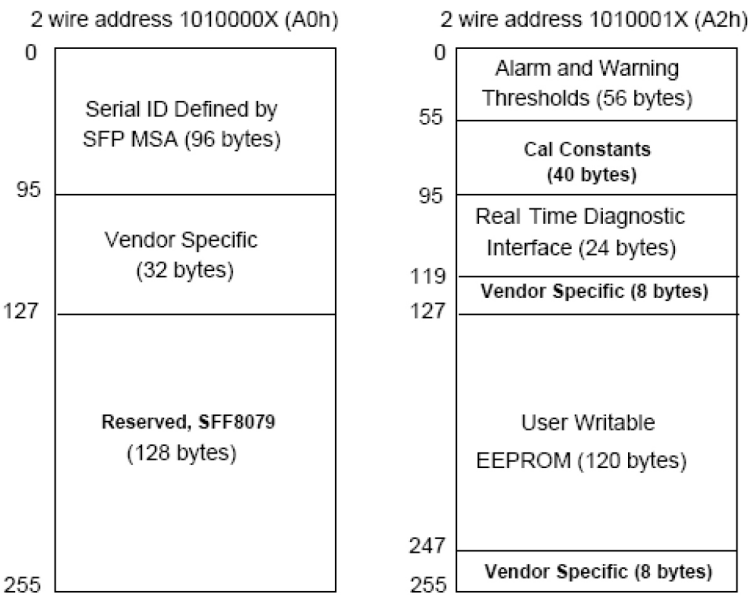 2 wire address 1010000X (A0h)
0
Serial ID Defined by
SFP MSA (96 bytes)
95
Vendor Specific
(32 bytes)
127
Reserved, SFF8079
(128 bytes)
255
2 wire address 1010001X (A2h)
0
Alarm and Warning
Thresholds (56 bytes)
55
Cal Constants
(40 bytes)
95
Real Time Diagnostic
Interface (24 bytes)
119
Vendor Specific (8 bytes)
127
User Writable
EEPROM (120 bytes)
247
Vendor Specific (8 bytes)
255